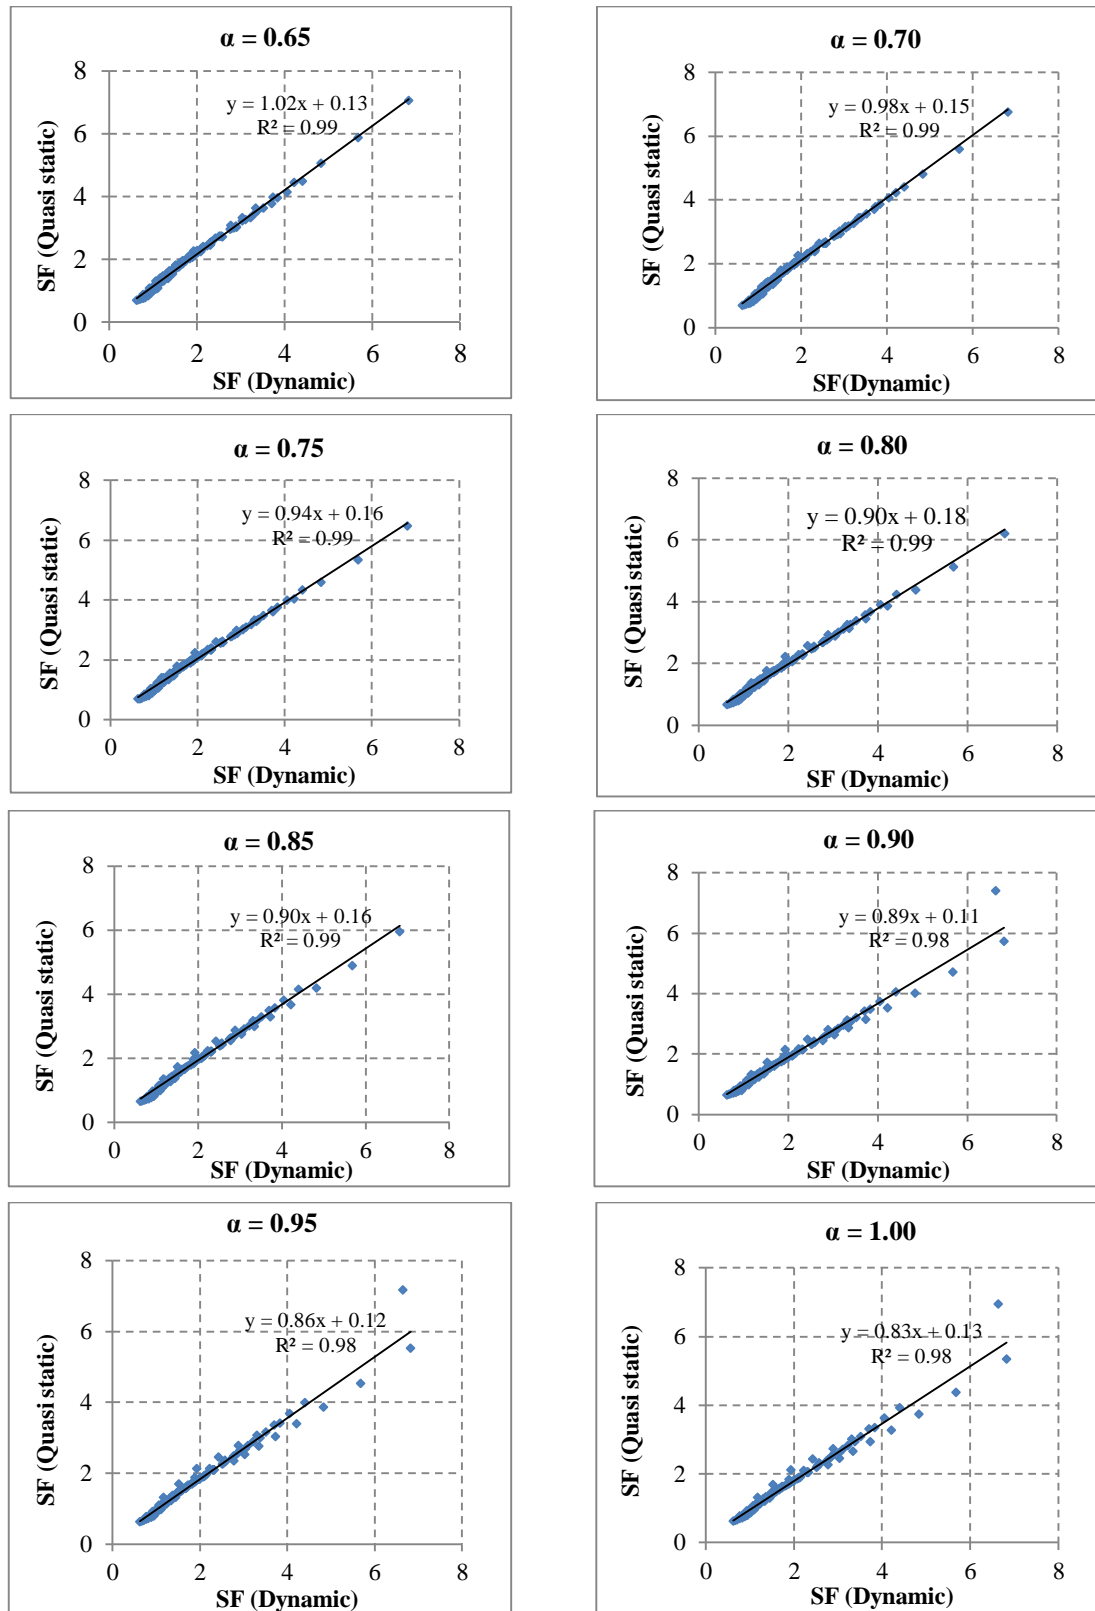 α = 0.65
y = 1.02x + 0.13
R² = 0.99
SF (Quasi static)
8
6
4
2
0
0 2 4 6 8
SF (Dynamic)
α = 0.70
y = 0.98x + 0.15
R² = 0.99
SF (Quasi static)
8
6
4
2
0
0 2 4 6 8
SF(Dynamic)
α = 0.75
y = 0.94x + 0.16
R² = 0.99
SF (Quasi static)
8
6
4
2
0
0 2 4 6 8
SF (Dynamic)
α = 0.80
y = 0.90x + 0.18
R² = 0.99
SF (Quasi static)
8
6
4
2
0
0 2 4 6 8
SF (Dynamic)
α = 0.85
y = 0.90x + 0.16
R² = 0.99
SF (Quasi static)
8
6
4
2
0
0 2 4 6 8
SF (Dynamic)
α = 0.90
y = 0.89x + 0.11
R² = 0.98
SF (Quasi static)
8
6
4
2
0
0 2 4 6 8
SF (Dynamic)
α = 0.95
y = 0.86x + 0.12
R² = 0.98
SF (Quasi static)
8
6
4
2
0
0 2 4 6 8
SF (Dynamic)
α = 1.00
y = 0.83x + 0.13
R² = 0.98
SF (Quasi static)
8
6
4
2
0
0 2 4 6 8
SF (Dynamic)